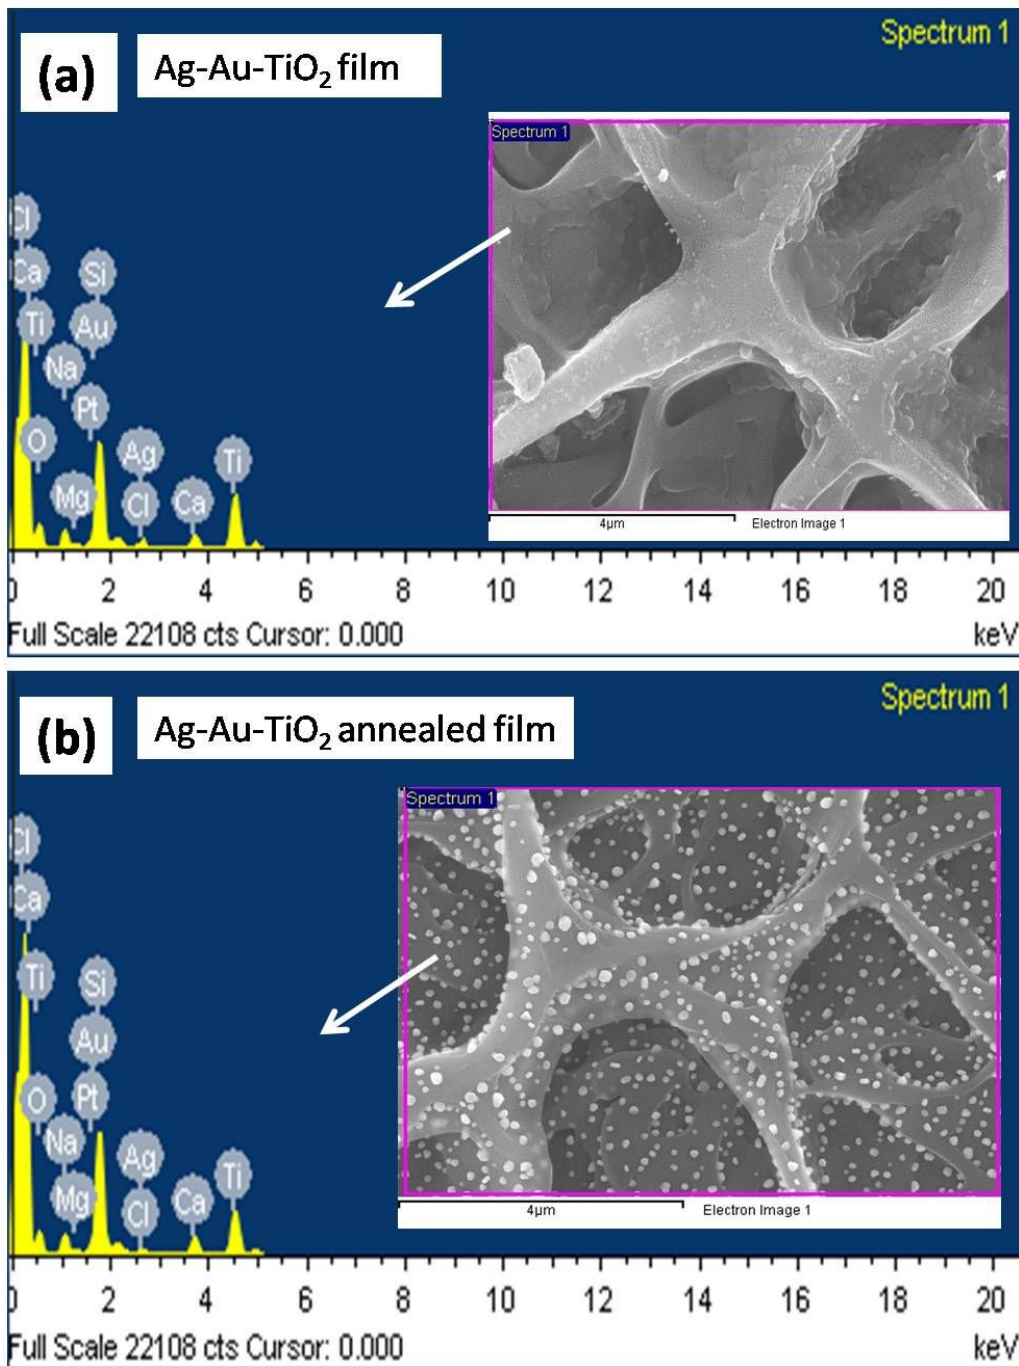 Spectrum 1
(a)
Ag-Au-TiO₂ film
Spectrum 1
Cl
Ca
Si
Ti
Au
Na
Pt
O
Ag
Ti
Mg
Cl
Ca
4µm
Electron Image 1
0 2 4 6 8 10 12 14 16 18 20
Full Scale 22108 cts Cursor: 0.000
keV
Spectrum 1
(b)
Ag-Au-TiO₂ annealed film
Spectrum 1
Cl
Ca
Ti
Si
Au
O
Pt
Na
Ag
Ti
Mg
Cl
Ca
4µm
Electron Image 1
0 2 4 6 8 10 12 14 16 18 20
Full Scale 22108 cts Cursor: 0.000
keV